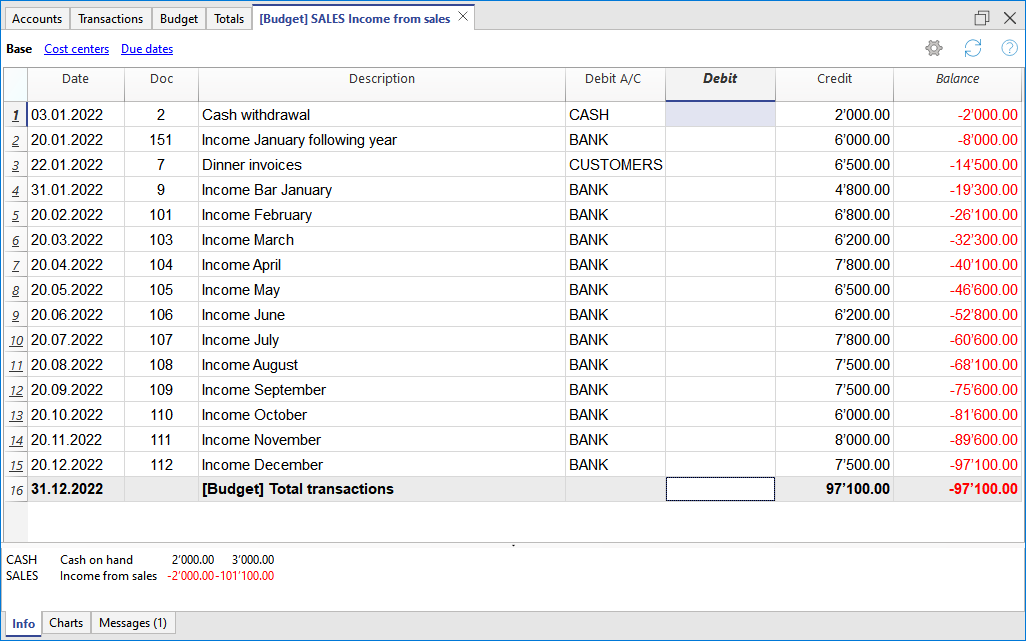 Accounts Transactions Budget Totals [Budget] SALES Income from sales
Base Cost centers Due dates
Date Doc Description Debit A/C Debit Credit Balance
1 03.01.2022 2 Cash withdrawal CASH 2’000.00 -2’000.00
2 20.01.2022 151 Income January following year BANK 6’000.00 -8’000.00
3 22.01.2022 7 Dinner invoices CUSTOMERS 6’500.00 -14’500.00
4 31.01.2022 9 Income Bar January BANK 4’800.00 -19’300.00
5 20.02.2022 101 Income February BANK 6’800.00 -26’100.00
6 20.03.2022 103 Income March BANK 6’200.00 -32’300.00
7 20.04.2022 104 Income April BANK 7’800.00 -40’100.00
8 20.05.2022 105 Income May BANK 6’500.00 -46’600.00
9 20.06.2022 106 Income June BANK 6’200.00 -52’800.00
10 20.07.2022 107 Income July BANK 7’800.00 -60’600.00
11 20.08.2022 108 Income August BANK 7’500.00 -68’100.00
12 20.09.2022 109 Income September BANK 7’500.00 -75’600.00
13 20.10.2022 110 Income October BANK 6’000.00 -81’600.00
14 20.11.2022 111 Income November BANK 8’000.00 -89’600.00
15 20.12.2022 112 Income December BANK 7’500.00 -97’100.00
16 31.12.2022 [Budget] Total transactions 97’100.00 -97’100.00
CASH Cash on hand 2’000.00 3’000.00
SALES Income from sales -2’000.00 -101’100.00
Info Charts Messages (1)